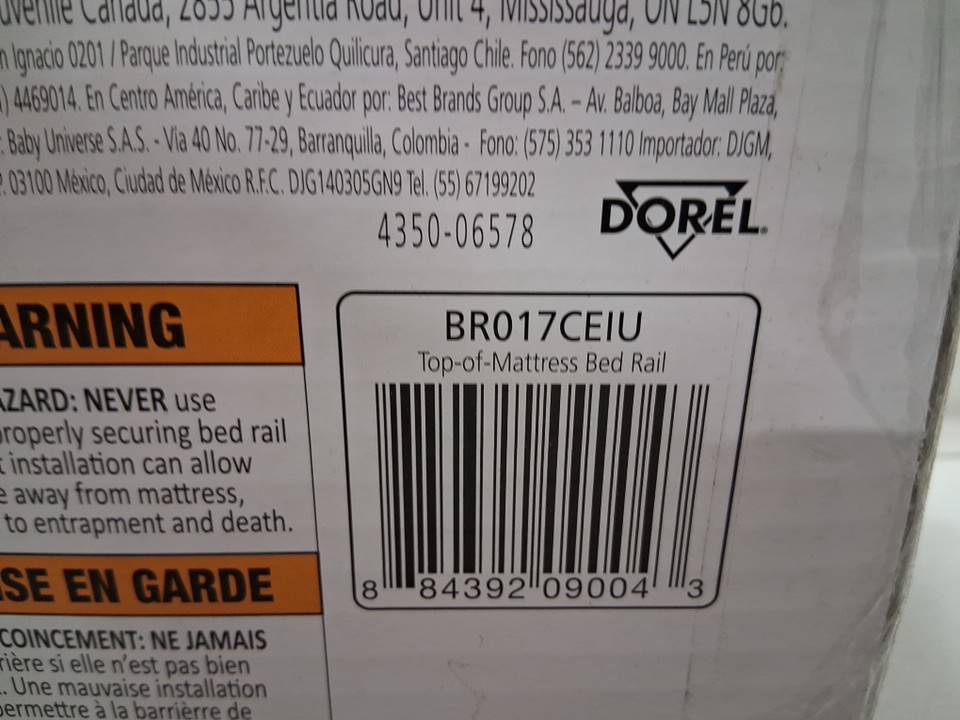 Canada, 2855 Argentia Road, Unit 4, Mississauga, ON L5N 8G6.
Ignacio 0201 / Parque Industrial Portezuelo Quilicura, Santiago Chile. Fono (562) 2339 9000. En Perú por:
) 4469014. En Centro América, Caribe y Ecuador por: Best Brands Group S.A. – Av. Balboa, Bay Mall Plaza,
: Baby Universe S.A.S. - Via 40 No. 77-29, Barranquilla, Colombia - Fono: (575) 353 1110 Importador: DJGM,
. 03100 México, Ciudad de México R.F.C. DJG140305GN9 Tel. (55) 67199202
4350-06578
DOREL®
ARNING
AZARD: NEVER use
roperly securing bed rail
t installation can allow
e away from mattress,
to entrapment and death.
SE EN GARDE
COINCEMENT: NE JAMAIS
rière si elle n'est pas bien
. Une mauvaise installation
permettre à la barrièrre de
BR017CEIU
Top-of-Mattress Bed Rail
8 84392 09004 3